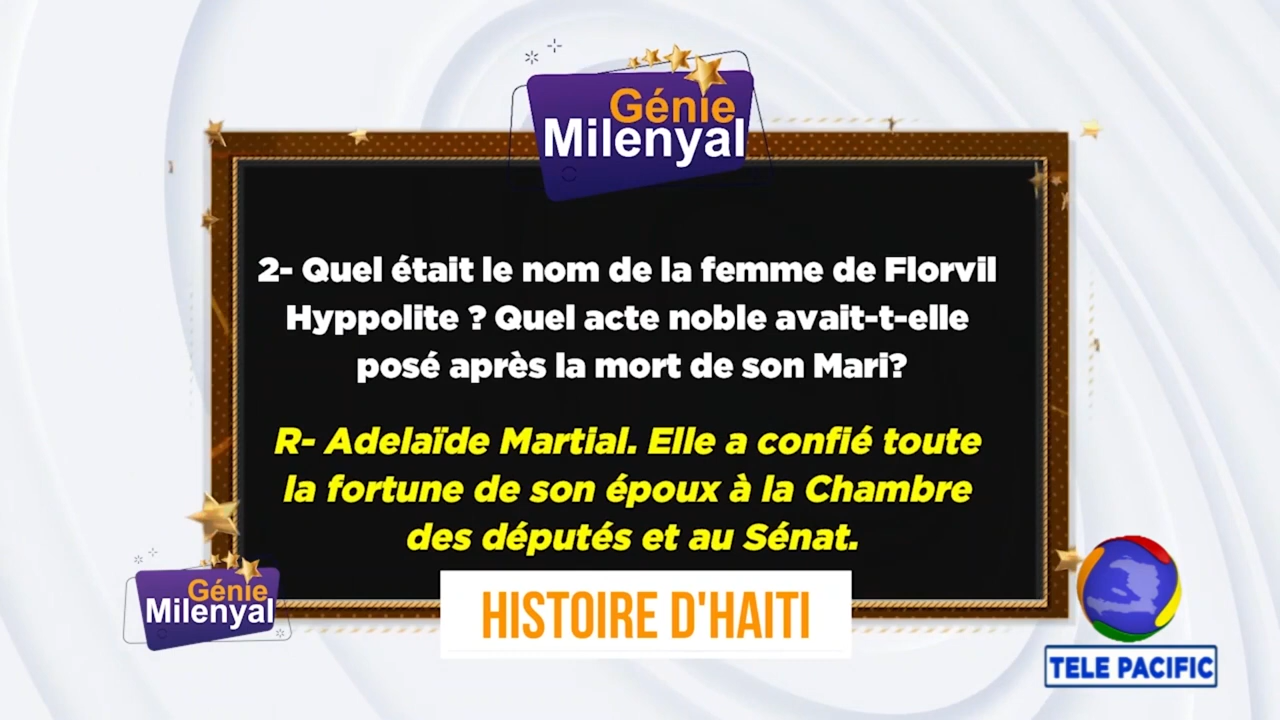 Génie
Milenyal
2- Quel était le nom de la femme de Florvil
Hyppolite ? Quel acte noble avait-t-elle
posé après la mort de son Mari?
R- Adelaïde Martial. Elle a confié toute
la fortune de son époux à la Chambre
des députés et au Sénat.
Génie
Milenyal
HISTOIRE D'HAITI
TELE PACIFIC